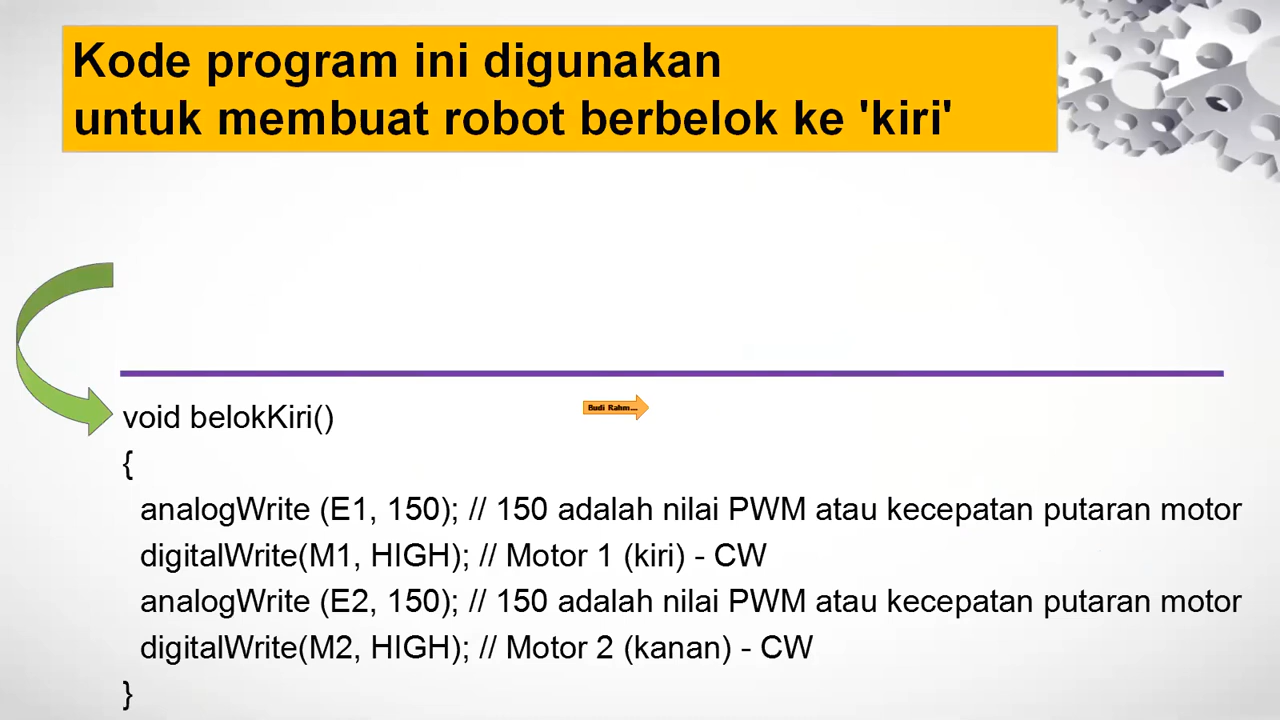 Kode program ini digunakan
untuk membuat robot berbelok ke 'kiri'
void belokKiri()
Budi Rahm...
{
analogWrite (E1, 150); // 150 adalah nilai PWM atau kecepatan putaran motor
digitalWrite(M1, HIGH); // Motor 1 (kiri) - CW
analogWrite (E2, 150); // 150 adalah nilai PWM atau kecepatan putaran motor
digitalWrite(M2, HIGH); // Motor 2 (kanan) - CW
}